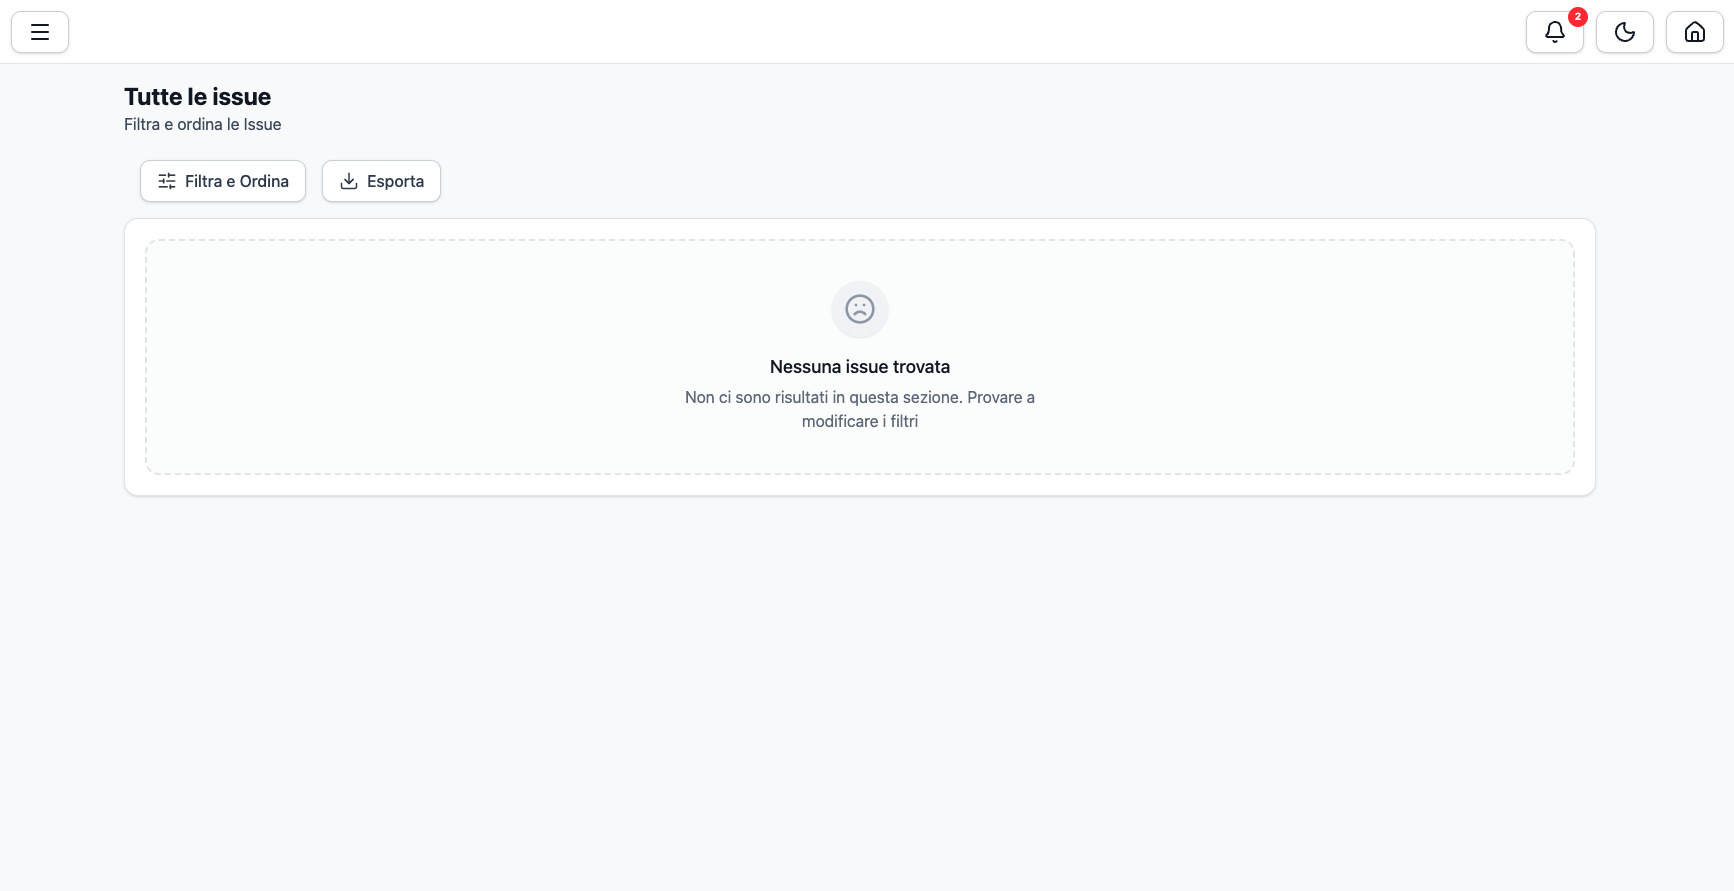 2
Tutte le issue
Filtra e ordina le Issue
Filtra e Ordina
Esporta
Nessuna issue trovata
Non ci sono risultati in questa sezione. Provare a
modificare i filtri